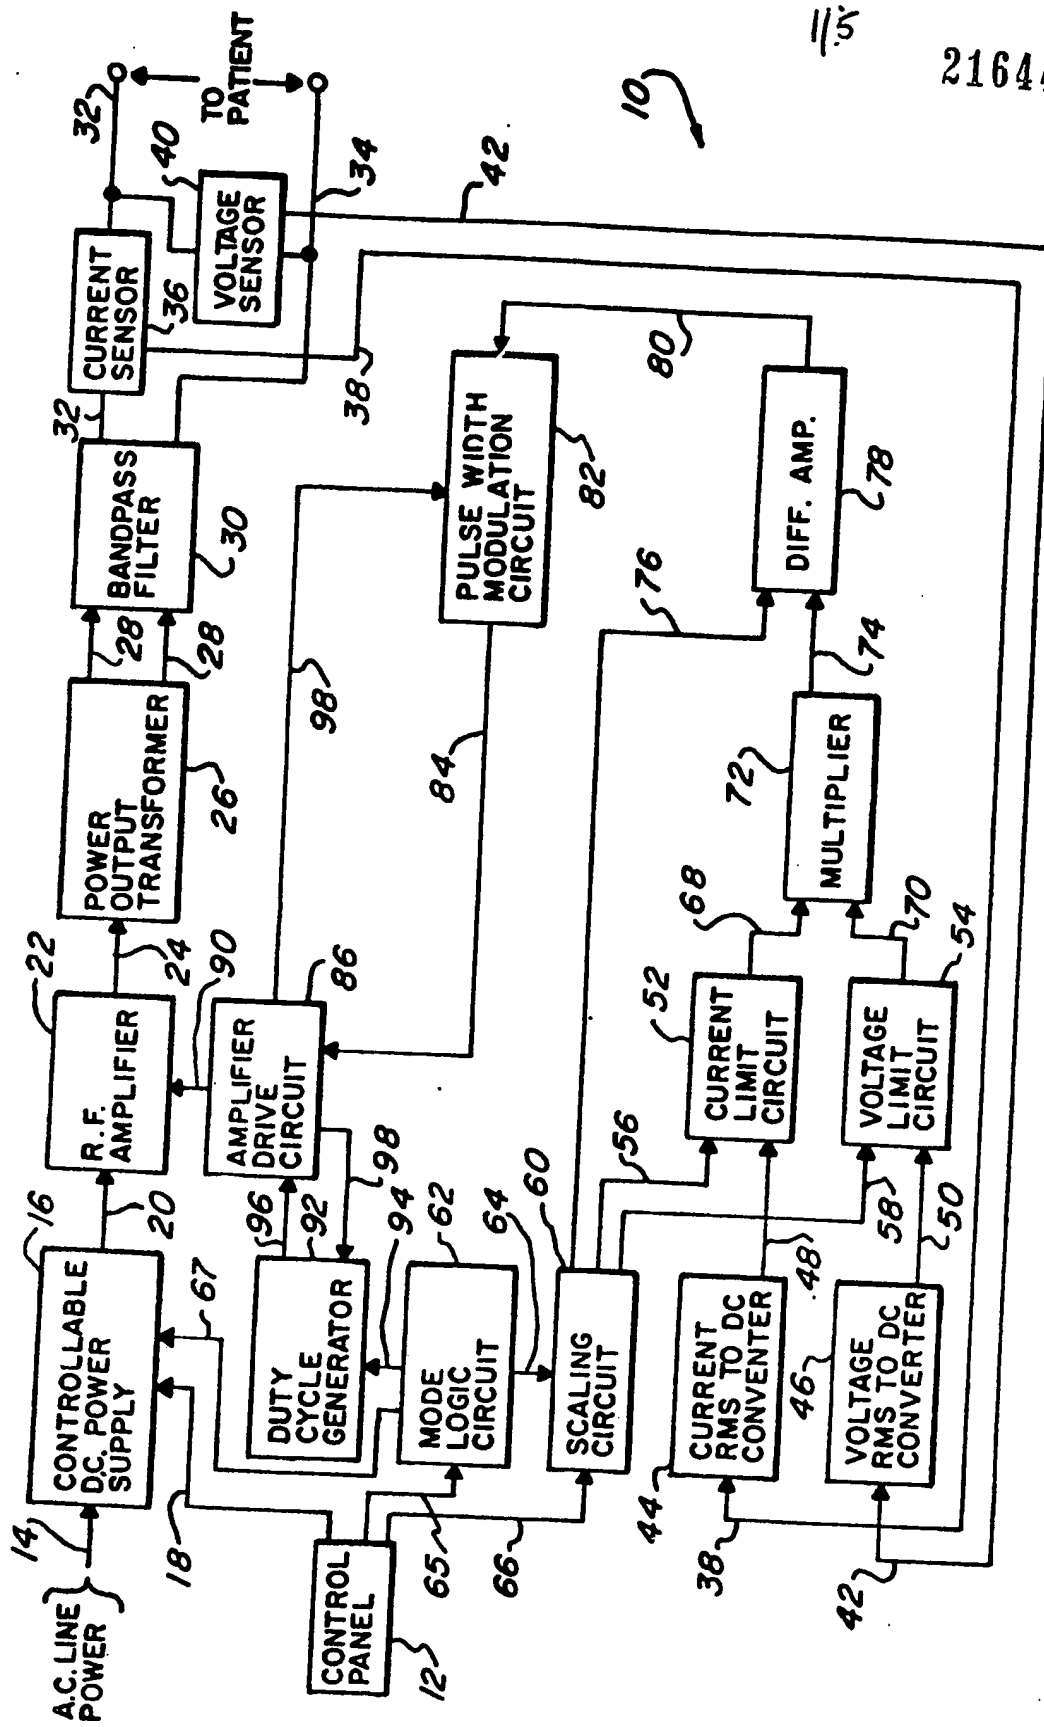 1/5
21644
10
A.C. LINE
POWER
14
CONTROLLABLE
D.C. POWER
SUPPLY
16
18
20
67
R.F.
AMPLIFIER
22
24
90
POWER
OUTPUT
TRANSFORMER
26
28
28
BANDPASS
FILTER
30
32
CURRENT
SENSOR
36
32
TO
PATIENT
VOLTAGE
SENSOR
40
34
38
42
CONTROL
PANEL
12
65
66
DUTY
CYCLE
GENERATOR
92
96
98
94
AMPLIFIER
DRIVE
CIRCUIT
86
98
84
PULSE WIDTH
MODULATION
CIRCUIT
82
80
MODE
LOGIC
CIRCUIT
62
64
SCALING
CIRCUIT
60
56
58
76
CURRENT
RMS TO DC
CONVENTER
44
38
48
VOLTAGE
RMS TO DC
CONVERTER
46
42
50
CURRENT
LIMIT
CIRCUIT
52
68
VOLTAGE
LIMIT
CIRCUIT
54
70
MULTIPLIER
72
74
DIFF. AMP.
78